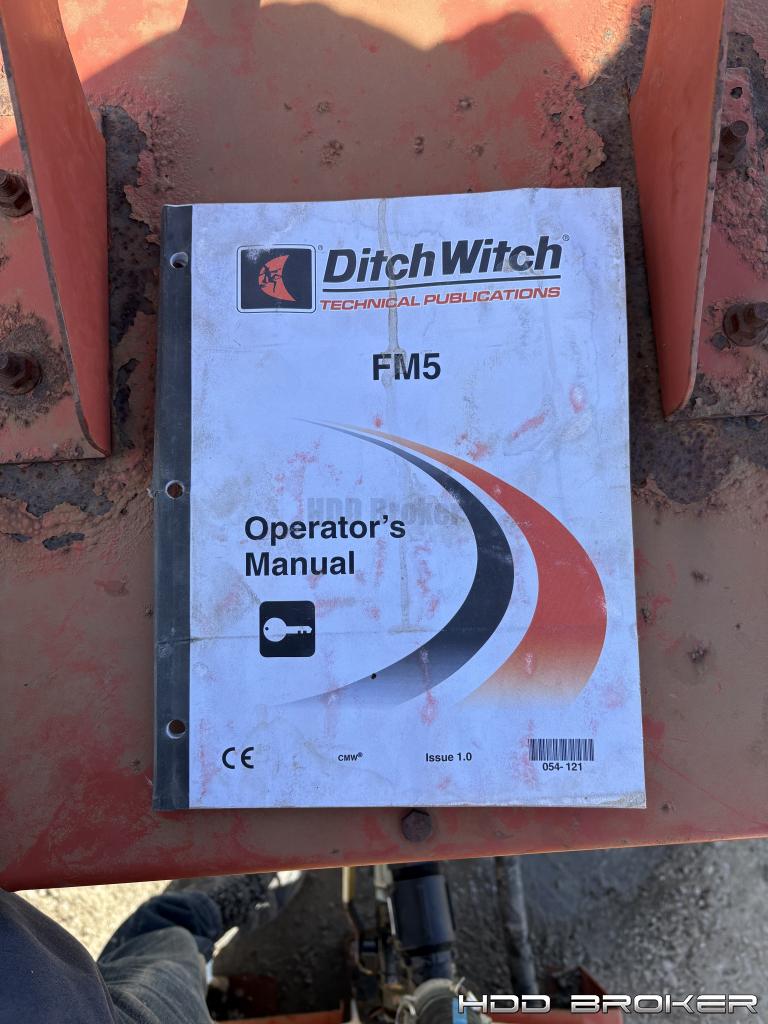 DitchWitch®
®
TECHNICAL PUBLICATIONS
FM5
HDD Broker
Operator's
Manual
CE
CMW®
Issue 1.0
054-121
HDD BROKER